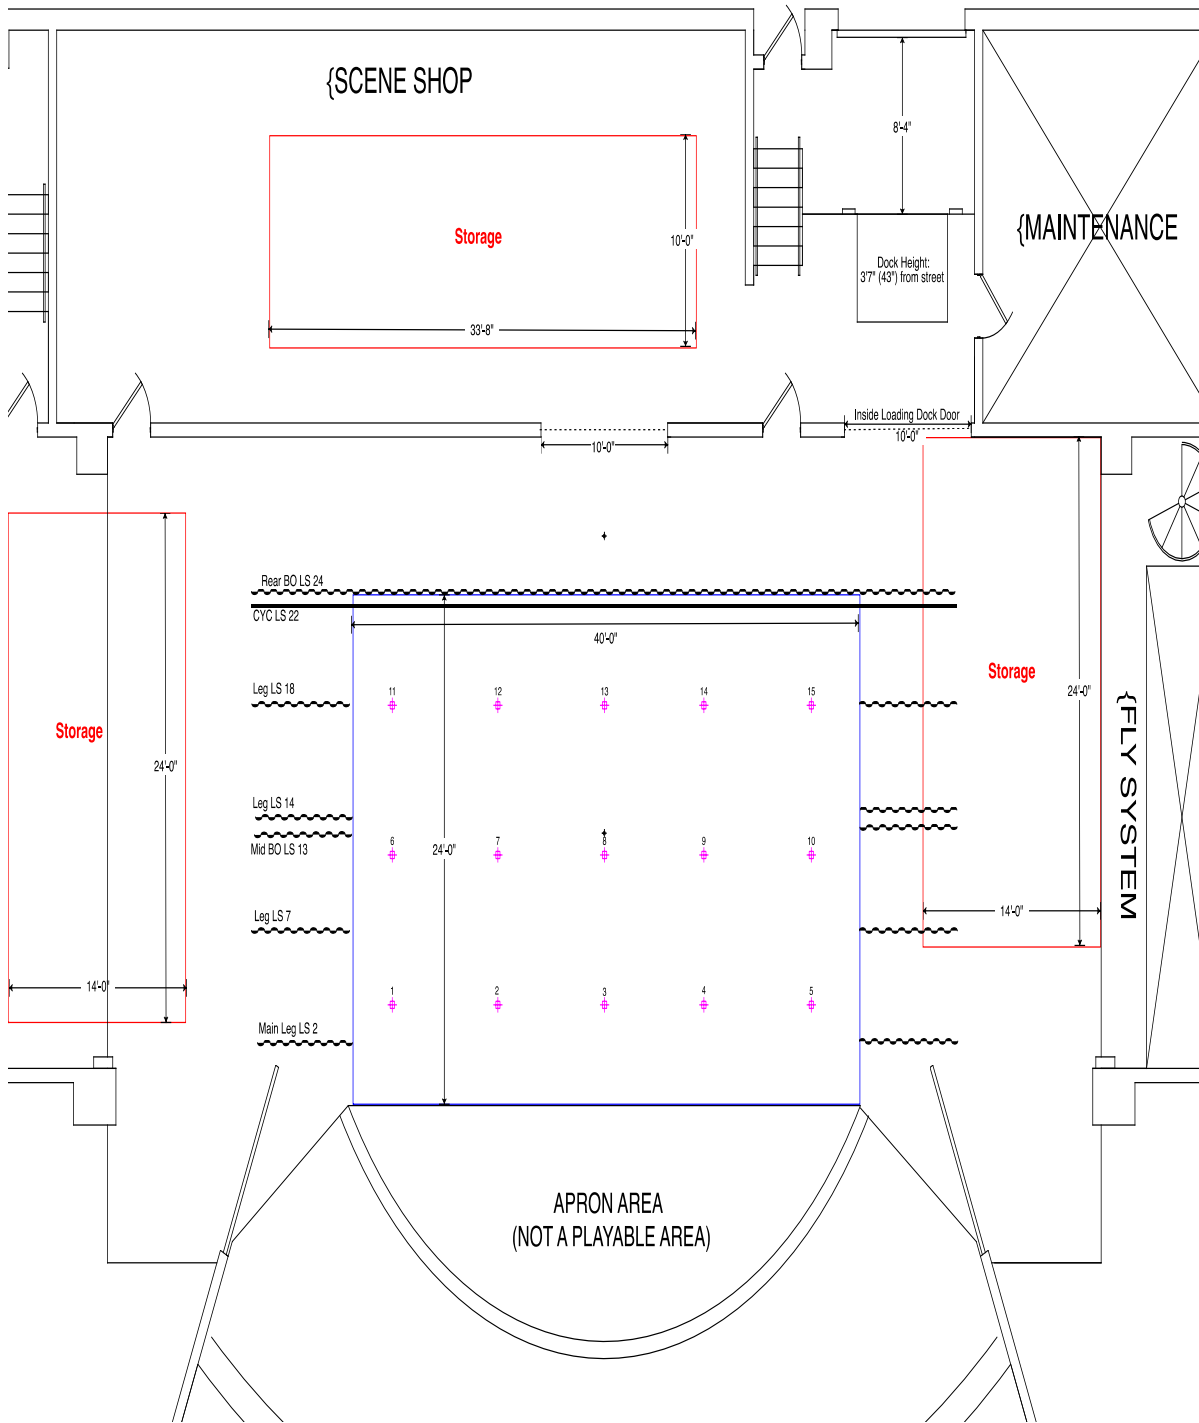 {SCENE SHOP
8'-4"
Storage
10'-0"
{MAINTENANCE
Dock Height:
3'7" (43") from street
33'-8"
Inside Loading Dock Door
10'-0"
10'-0"
Rear BO LS 24
CYC LS 22
40'-0"
Storage
24'-0"
{FLY SYSTEM
Leg LS 18
11
12
13
14
15
Storage
24'-0"
Leg LS 14
Mid BO LS 13
6
7
8
9
10
24'-0"
Leg LS 7
14'-0"
14'-0"
1
2
3
4
5
Main Leg LS 2
APRON AREA
(NOT A PLAYABLE AREA)